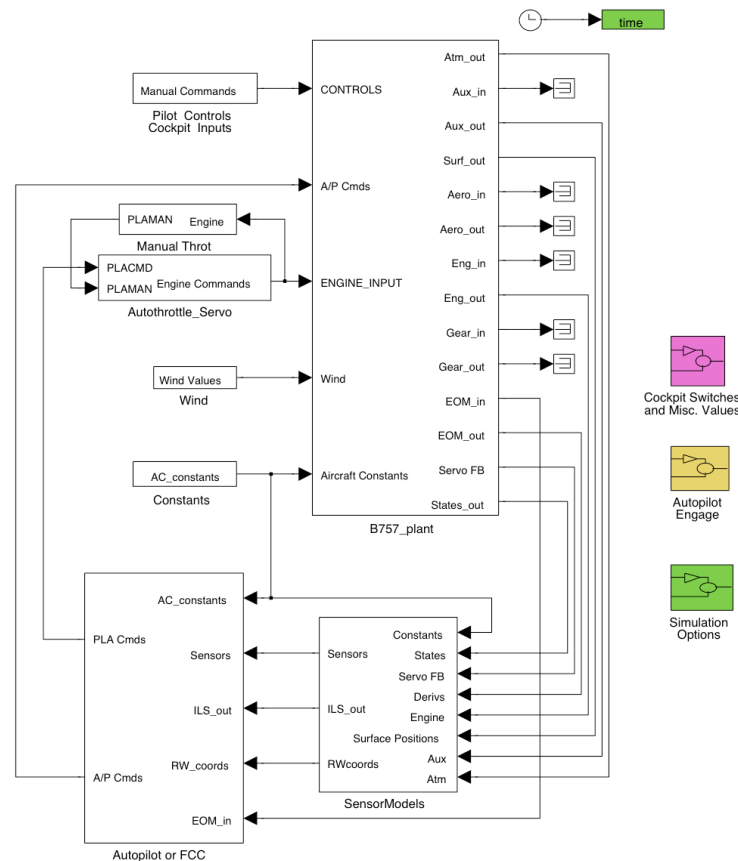 time
Atm_out
Manual Commands
CONTROLS
Aux_in
Pilot Controls
Cockpit Inputs
Aux_out
Surf_out
A/P Cmds
Aero_in
PLAMAN Engine
Aero_out
Manual Throt
Eng_in
PLACMD
Engine Commands
ENGINE_INPUT
PLAMAN
Eng_out
Autothrottle_Servo
Gear_in
Gear_out
Wind Values
Wind
Wind
EOM_in
Cockpit Switches
and Misc. Values
EOM_out
Servo FB
AC_constants
Aircraft Constants
Constants
States_out
Autopilot
Engage
B757_plant
AC_constants
Simulation
Options
Constants
PLA Cmds
Sensors
Sensors
States
Servo FB
Derivs
ILS_out
ILS_out
Engine
Surface Positions
RW_coords
RWcoords
Aux
A/P Cmds
Atm
SensorModels
EOM_in
Autopilot or FCC